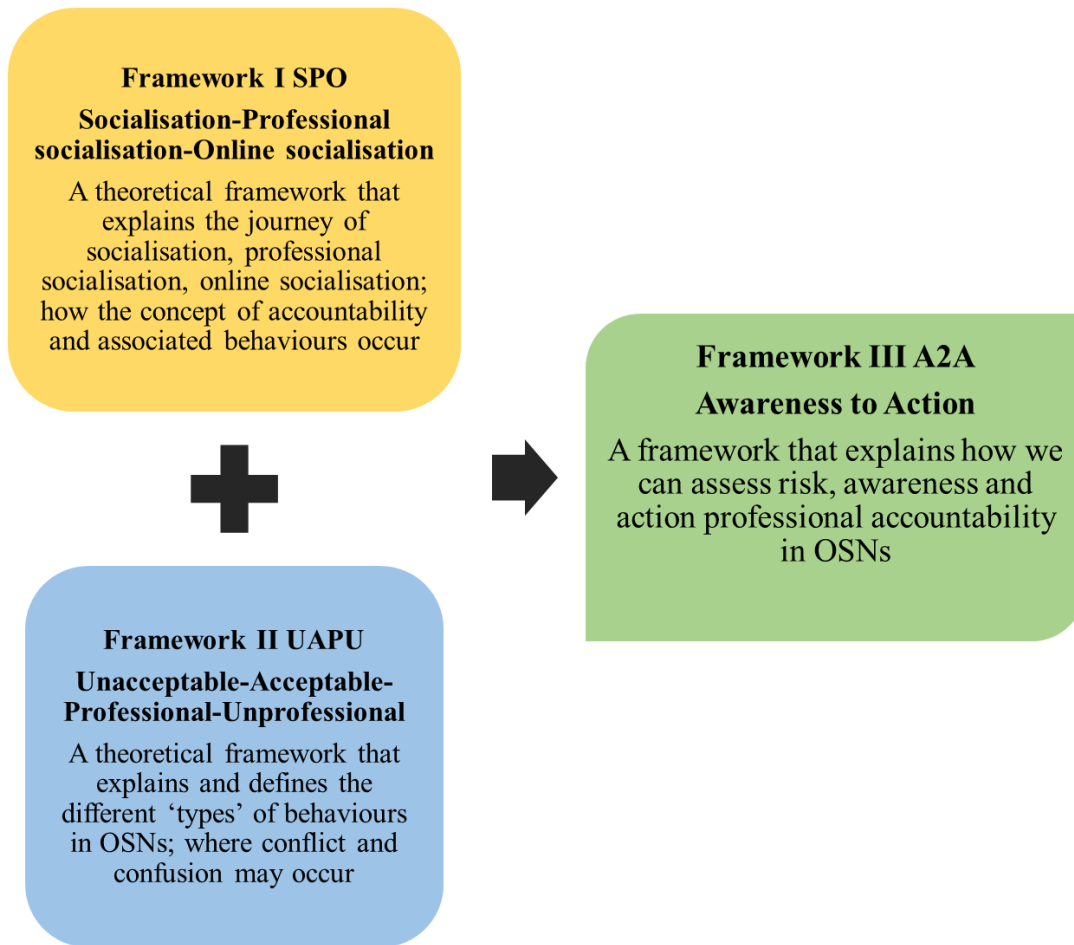 Framework I SPO
Socialisation-Professional
socialisation-Online socialisation
A theoretical framework that
explains the journey of
socialisation, professional
socialisation, online socialisation;
how the concept of accountability
and associated behaviours occur
Framework II UAPU
Unacceptable-Acceptable-
Professional-Unprofessional
A theoretical framework that
explains and defines the
different ‘types’ of behaviours
in OSNs; where conflict and
confusion may occur
Framework III A2A
Awareness to Action
A framework that explains how we
can assess risk, awareness and
action professional accountability
in OSNs